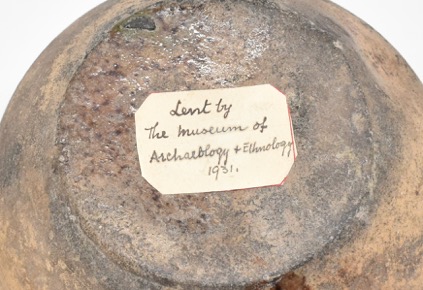 Lent by
The Museum of
Archaeology + Ethnology
1931.